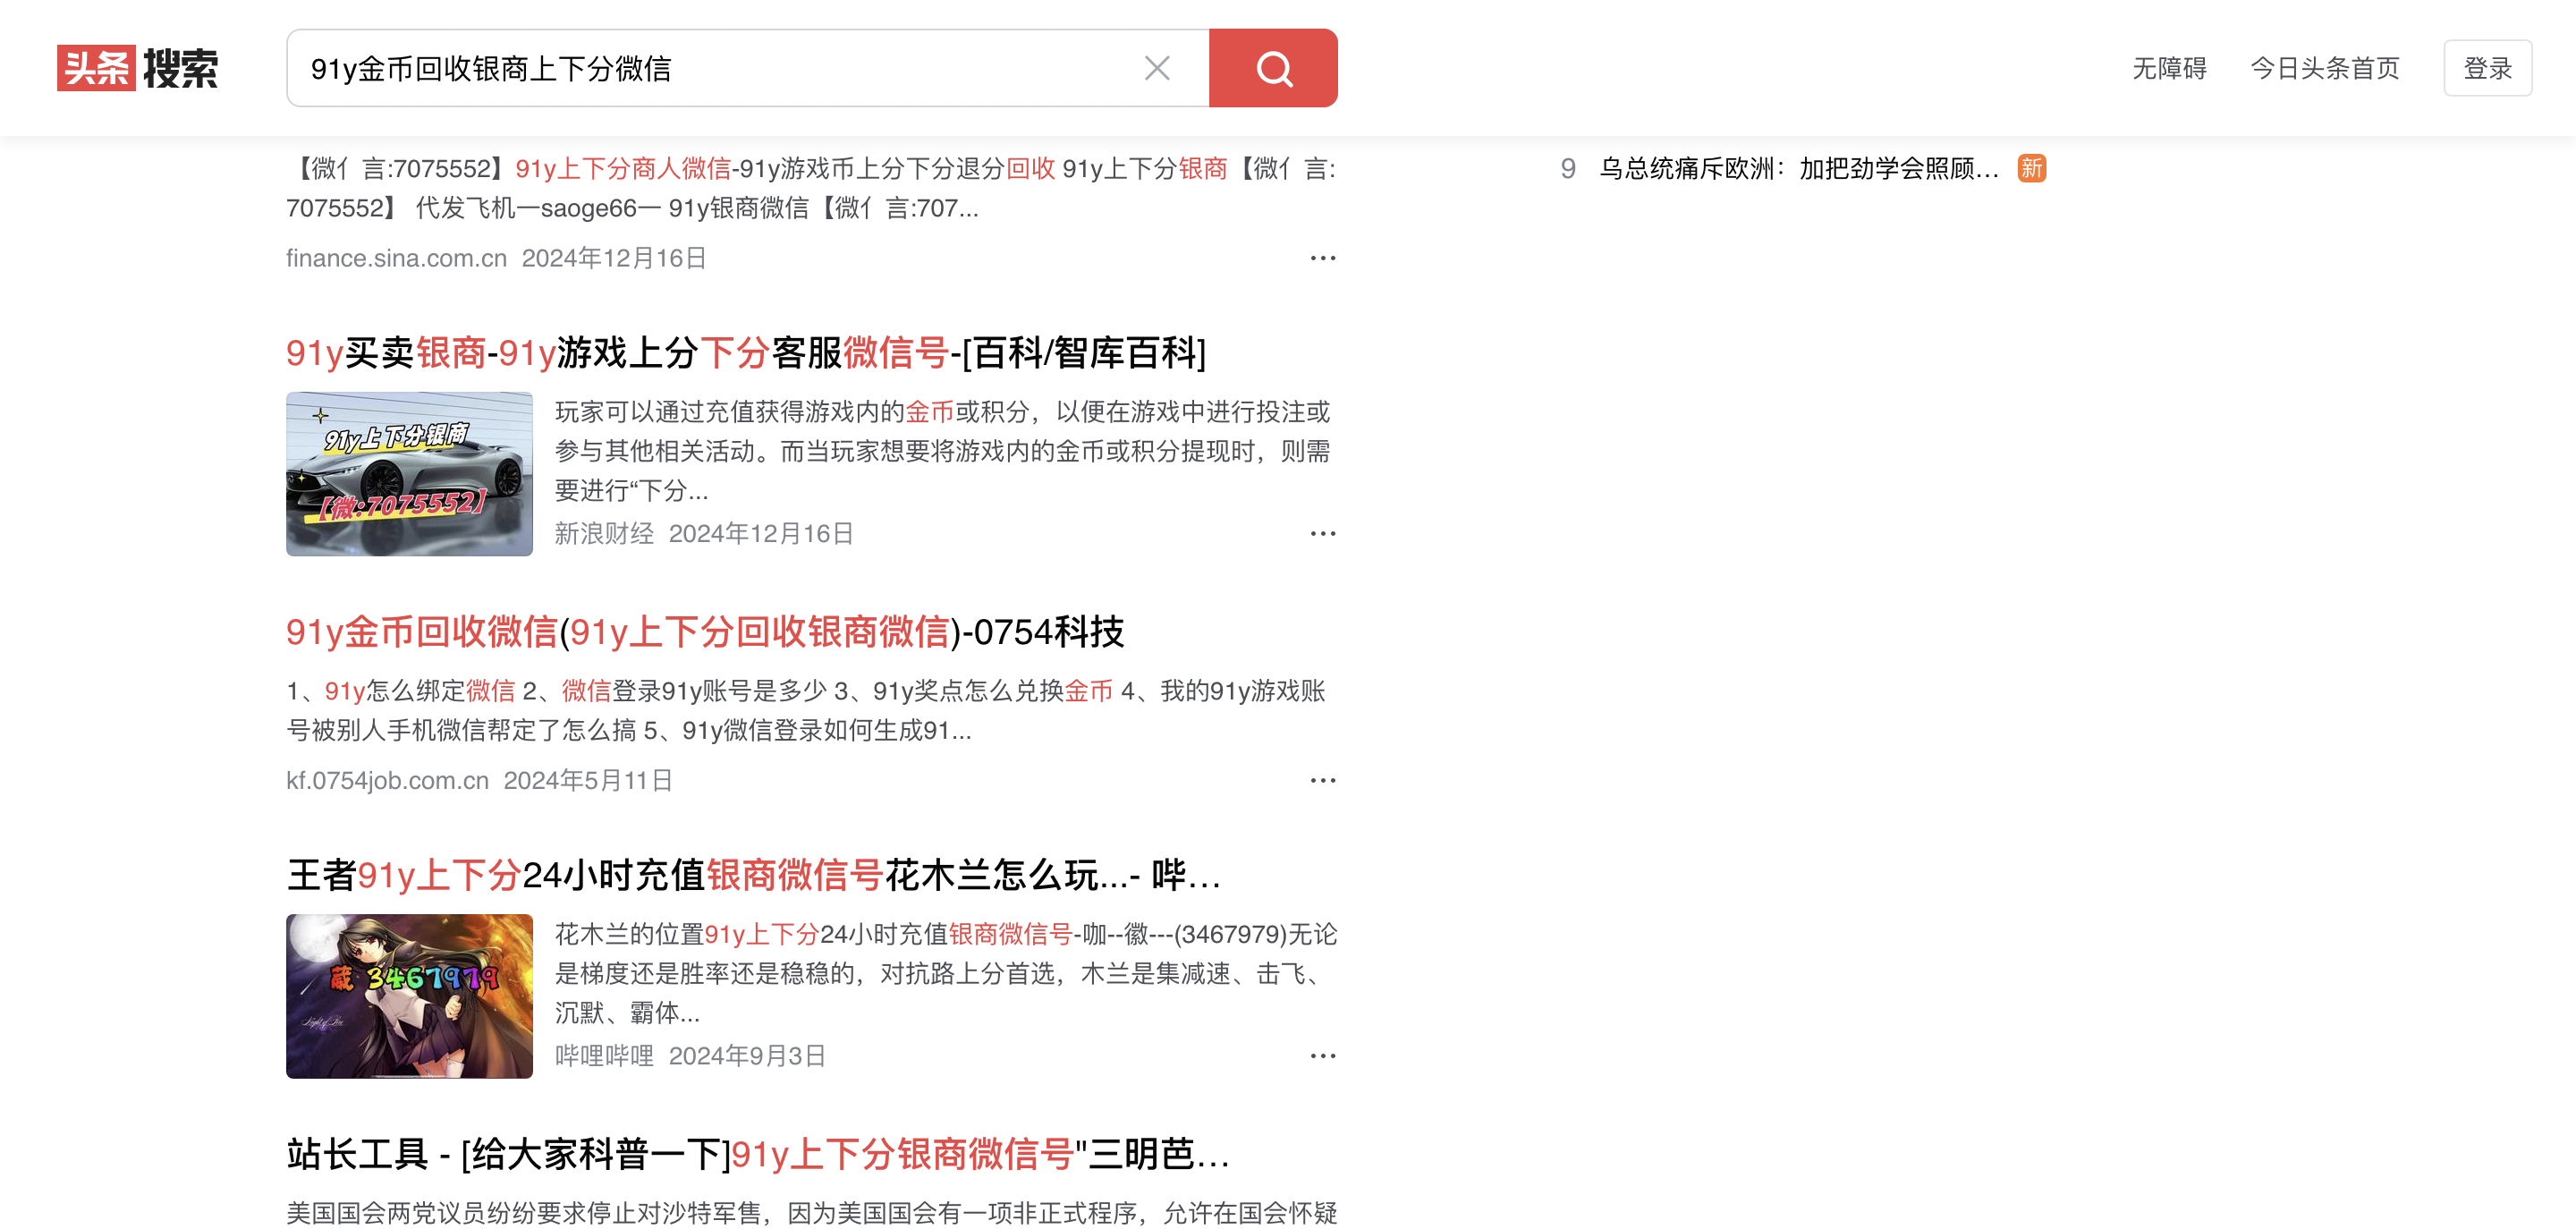 头条 搜索
91y金币回收银商上下分微信
无障碍 今日头条首页 登录
【微亻言:7075552】91y上下分商人微信-91y游戏币上分下分退分回收 91y上下分银商【微亻言:
7075552】 代发飞机一saoge66一 91y银商微信【微亻言:707...
finance.sina.com.cn 2024年12月16日
9 乌总统痛斥欧洲：加把劲学会照顾... 新
91y买卖银商-91y游戏上分下分客服微信号-[百科/智库百科]
91y上下分银商
【微:7075552】
玩家可以通过充值获得游戏内的金币或积分，以便在游戏中进行投注或
参与其他相关活动。而当玩家想要将游戏内的金币或积分提现时，则需
要进行“下分...
新浪财经 2024年12月16日
91y金币回收微信(91y上下分回收银商微信)-0754科技
1、91y怎么绑定微信 2、微信登录91y账号是多少 3、91y奖点怎么兑换金币 4、我的91y游戏账
号被别人手机微信帮定了怎么搞 5、91y微信登录如何生成91...
kf.0754job.com.cn 2024年5月11日
王者91y上下分24小时充值银商微信号花木兰怎么玩...- 哔...
葳 3467979
花木兰的位置91y上下分24小时充值银商微信号-咖--徽---(3467979)无论
是梯度还是胜率还是稳稳的，对抗路上分首选，木兰是集减速、击飞、
沉默、霸体...
哔哩哔哩 2024年9月3日
站长工具 - [给大家科普一下]91y上下分银商微信号"三明芭...
美国国会两党议员纷纷要求停止对沙特军售，因为美国国会有一项非正式程序，允许在国会怀疑